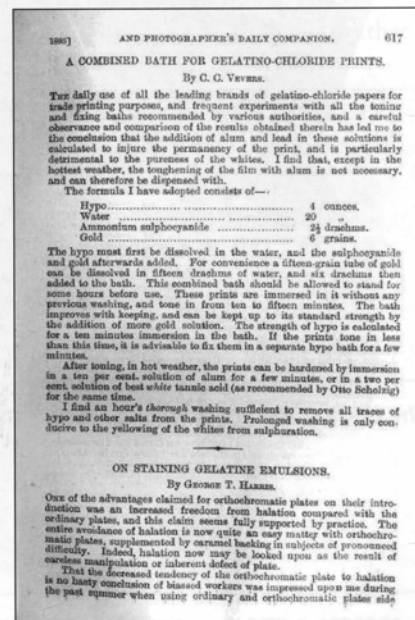 1895] AND PHOTOGRAPHER'S DAILY COMPANION. 617
A COMBINED BATH FOR GELATINO-CHLORIDE PRINTS.
By C. C. Vevers.
The daily use of all the leading brands of gelatino-chloride papers for
trade printing purposes, and frequent experiments with all the toning
and fixing baths recommended by various authorities, and a careful
observance and comparison of the results obtained therein has led me to
the conclusion that the addition of alum and lead in these solutions is
calculated to injure the permanency of the print, and is particularly
detrimental to the pureness of the whites. I find that, except in the
hottest weather, the toughening of the film with alum is not necessary,
and can therefore be dispensed with.
The formula I have adopted consists of—
Hypo .......................... 4 ounces.
Water .......................... 20 „
Ammonium sulphocyanide .......................... 2½ drachms.
Gold .......................... 6 grains.
The hypo must first be dissolved in the water, and the sulphocyanide
and gold afterwards added. For convenience a fifteen-grain tube of gold
can be dissolved in fifteen drachms of water, and six drachms then
added to the bath. This combined bath should be allowed to stand for
some hours before use. These prints are immersed in it without any
previous washing, and tone in from ten to fifteen minutes. The bath
improves with keeping, and can be kept up to its standard strength by
the addition of more gold solution. The strength of hypo is calculated
for a ten minutes immersion in the bath. If the prints tone in less
than this time, it is advisable to fix them in a separate hypo bath for a few
minutes.
After toning, in hot weather, the prints can be hardened by immersion
in a ten per cent. solution of alum for a few minutes, or in a two per
cent. solution of best white tannic acid (as recommended by Otto Scholzig)
for the same time.
I find an hour's thorough washing sufficient to remove all traces of
hypo and other salts from the prints. Prolonged washing is only con-
ducive to the yellowing of the whites from sulphuration.
ON STAINING GELATINE EMULSIONS.
By George T. Harris.
One of the advantages claimed for orthochromatic plates on their intro-
duction was an increased freedom from halation compared with the
ordinary plates, and this claim seems fully supported by practice. The
entire avoidance of halation is now quite an easy matter with orthochro-
matic plates, supplemented by caramel backing in subjects of pronounced
difficulty. Indeed, halation now may be looked upon as the result of
careless manipulation or inherent defect of plate.
That the decreased tendency of the orthochromatic plate to halation
is no hasty conclusion of biassed workers was impressed upon me during
the past summer when using ordinary and orthochromatic plates side